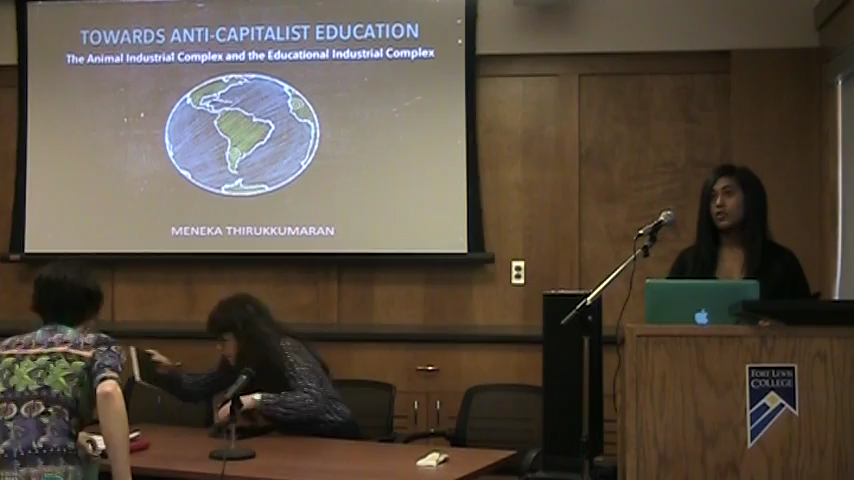 TOWARDS ANTI-CAPITALIST EDUCATION
The Animal Industrial Complex and the Educational Industrial Complex
MENEKA THIRUKKUMARAN
FORT LEWIS
COLLEGE